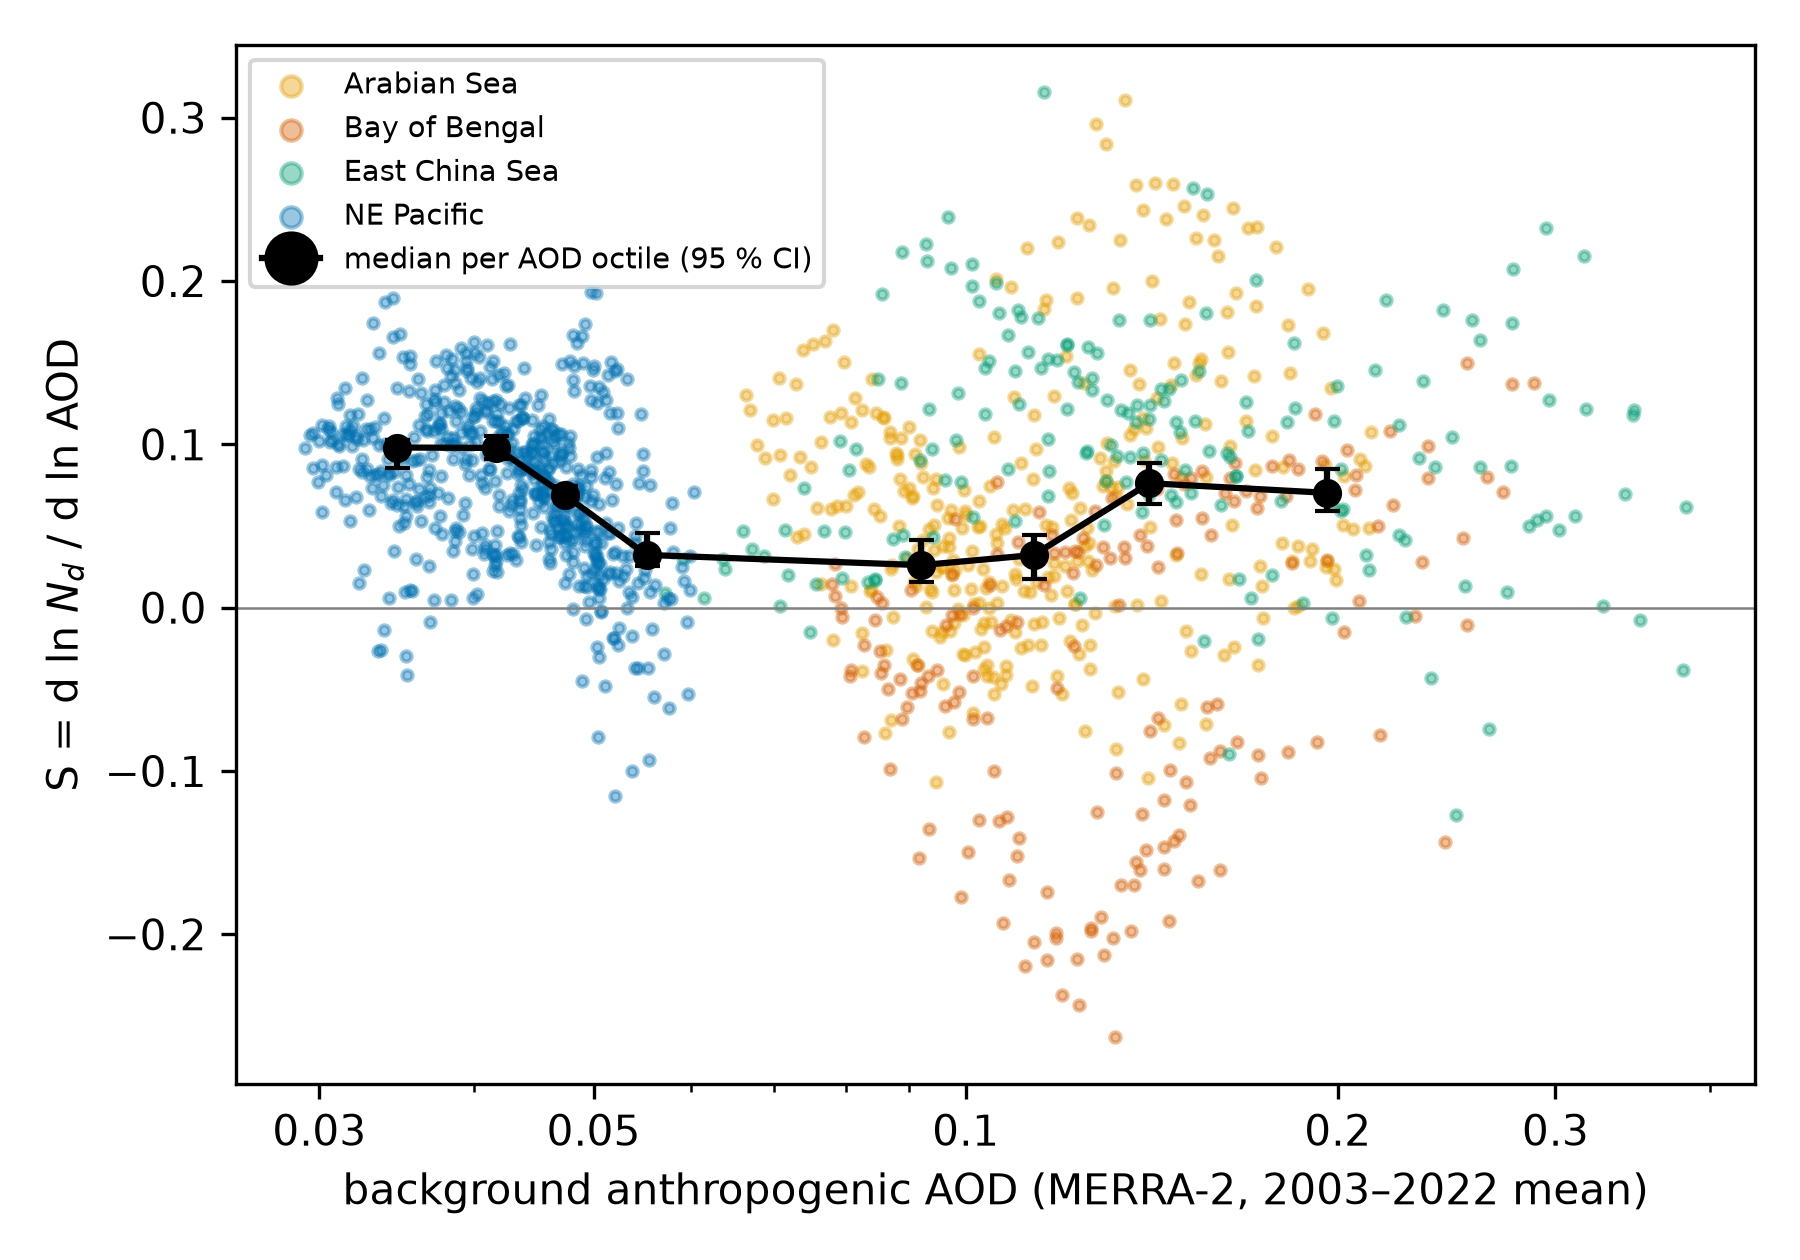 Arabian Sea
Bay of Bengal
East China Sea
NE Pacific
median per AOD octile (95 % CI)
S = d ln N_d / d ln AOD
0.3
0.2
0.1
0.0
−0.1
−0.2
0.03 0.05 0.1 0.2 0.3
background anthropogenic AOD (MERRA-2, 2003–2022 mean)